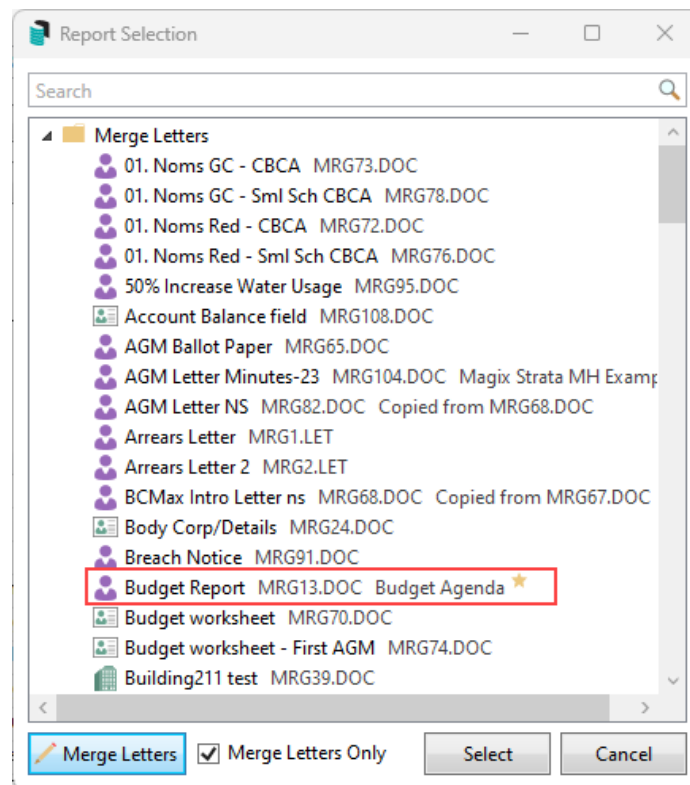 Report Selection
Search
Merge Letters
01. Noms GC - CBCA MRG73.DOC
01. Noms GC - Sml Sch CBCA MRG78.DOC
01. Noms Red - CBCA MRG72.DOC
01. Noms Red - Sml Sch CBCA MRG76.DOC
50% Increase Water Usage MRG95.DOC
Account Balance field MRG108.DOC
AGM Ballot Paper MRG65.DOC
AGM Letter Minutes-23 MRG104.DOC Magix Strata MH Examp
AGM Letter NS MRG82.DOC Copied from MRG68.DOC
Arrears Letter MRG1.LET
Arrears Letter 2 MRG2.LET
BCMax Intro Letter ns MRG68.DOC Copied from MRG67.DOC
Body Corp/Details MRG24.DOC
Breach Notice MRG91.DOC
Budget Report MRG13.DOC Budget Agenda
Budget worksheet MRG70.DOC
Budget worksheet - First AGM MRG74.DOC
Building211 test MRG39.DOC
Merge Letters Merge Letters Only Select Cancel